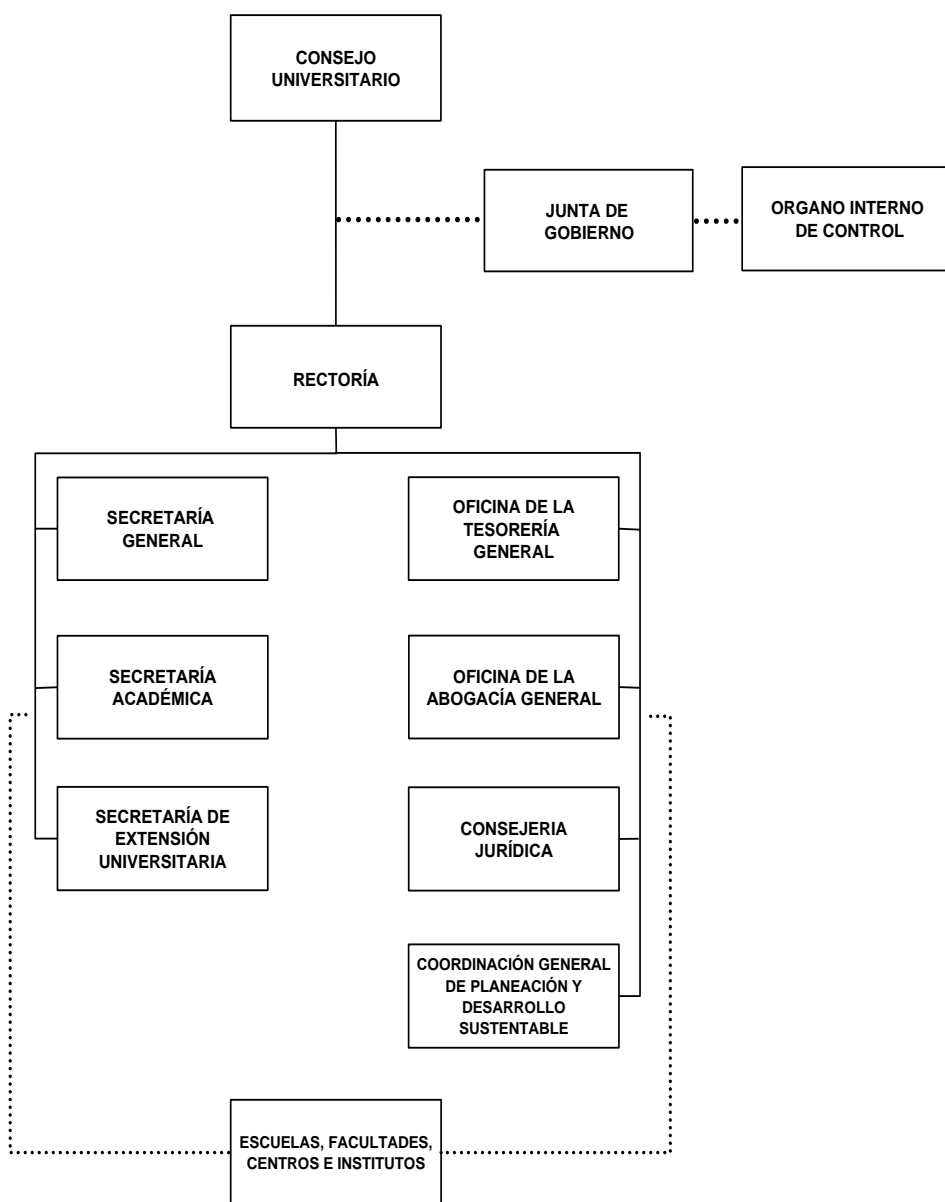 CONSEJO
UNIVERSITARIO
JUNTA DE
GOBIERNO
ORGANO INTERNO
DE CONTROL
RECTORÍA
SECRETARÍA
GENERAL
OFICINA DE LA
TESORERÍA
GENERAL
SECRETARÍA
ACADÉMICA
OFICINA DE LA
ABOGACÍA GENERAL
SECRETARÍA DE
EXTENSIÓN
UNIVERSITARIA
CONSEJERIA
JURÍDICA
COORDINACIÓN GENERAL
DE PLANEACIÓN Y
DESARROLLO
SUSTENTABLE
ESCUELAS, FACULTADES,
CENTROS E INSTITUTOS